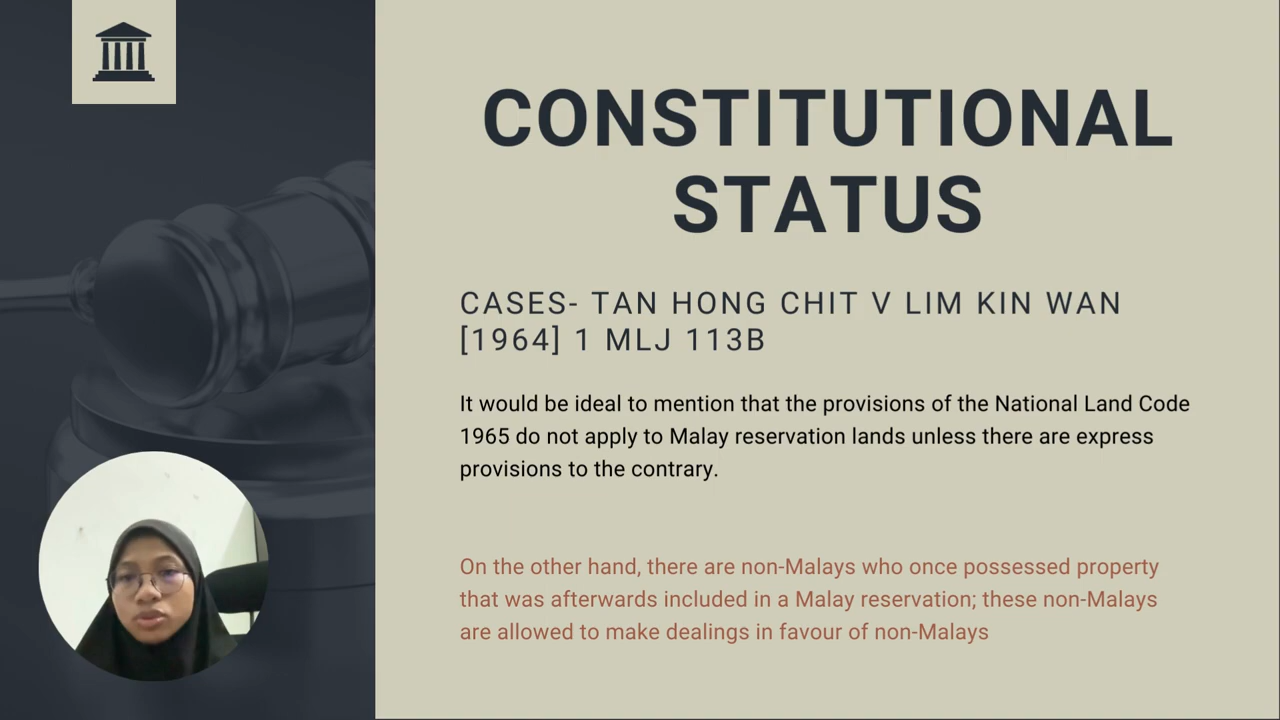 CONSTITUTIONAL
STATUS
CASES- TAN HONG CHIT V LIM KIN WAN
[1964] 1 MLJ 113B
It would be ideal to mention that the provisions of the National Land Code
1965 do not apply to Malay reservation lands unless there are express
provisions to the contrary.
On the other hand, there are non-Malays who once possessed property
that was afterwards included in a Malay reservation; these non-Malays
are allowed to make dealings in favour of non-Malays